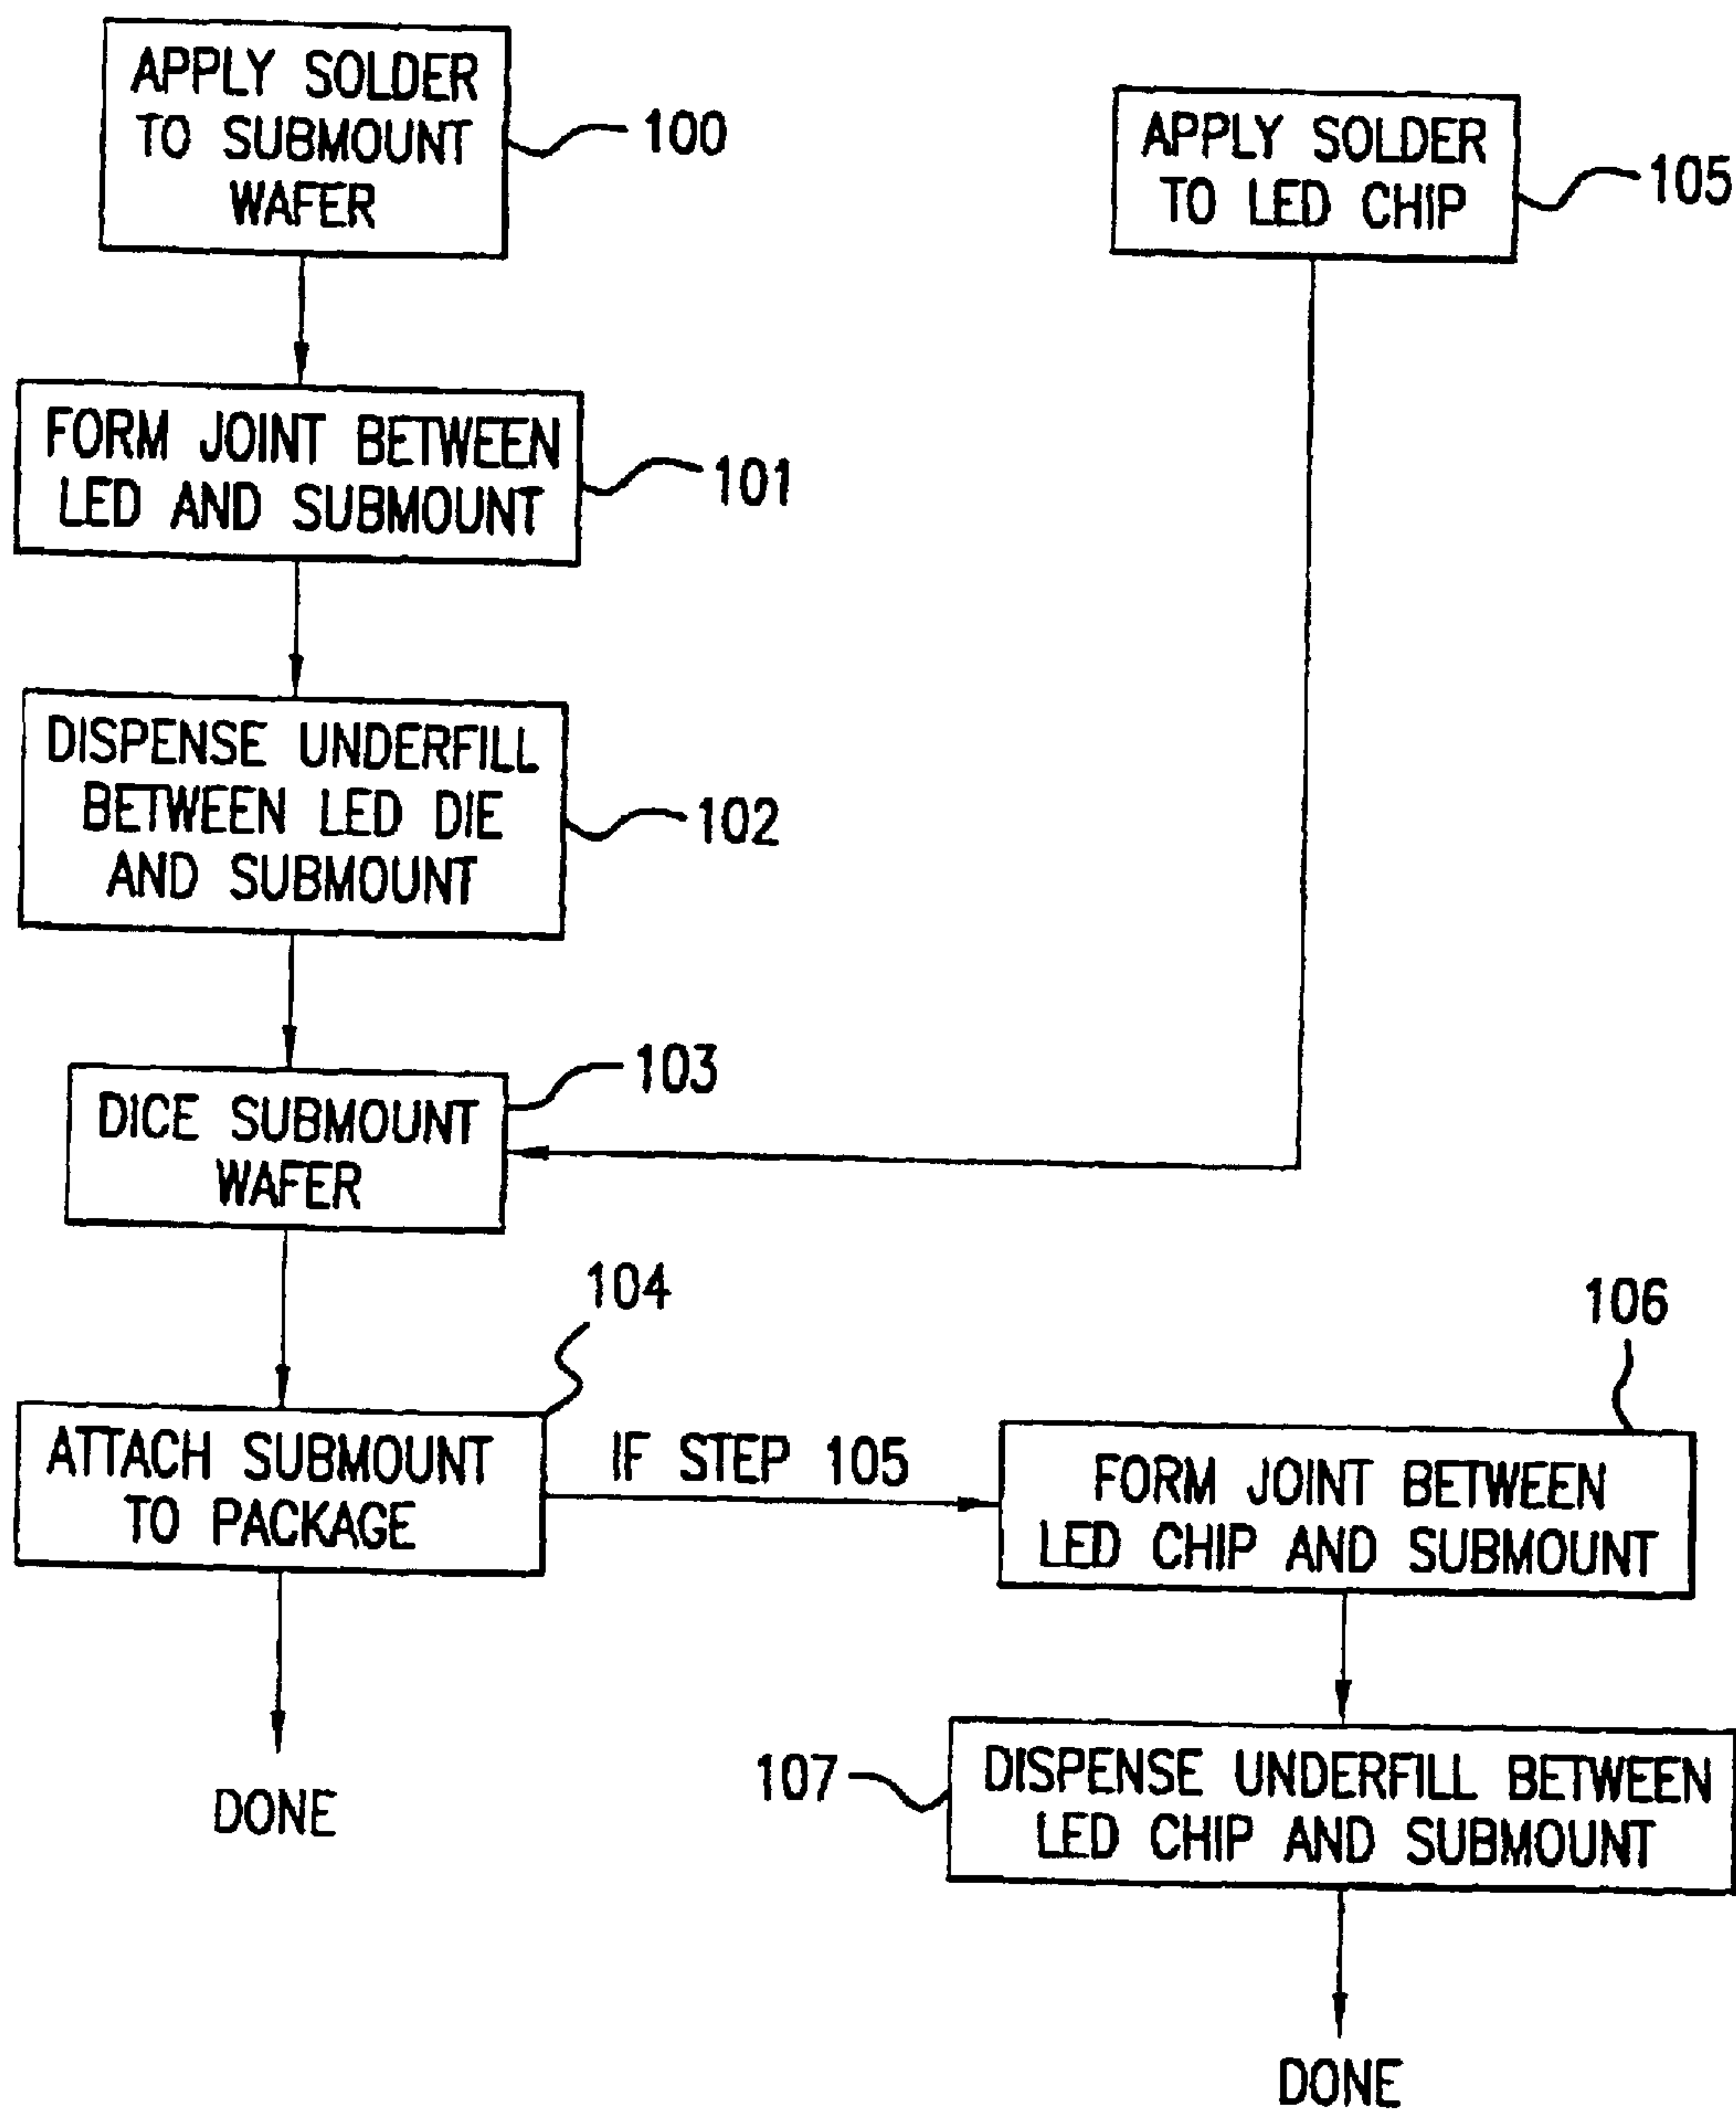 APPLY SOLDER
TO SUBMOUNT
WAFER
100
APPLY SOLDER
TO LED CHIP
105
FORM JOINT BETWEEN
LED AND SUBMOUNT
101
DISPENSE UNDERFILL
BETWEEN LED DIE
AND SUBMOUNT
102
DICE SUBMOUNT
WAFER
103
104
ATTACH SUBMOUNT
TO PACKAGE
IF STEP 105
106
FORM JOINT BETWEEN
LED CHIP AND SUBMOUNT
107
DISPENSE UNDERFILL BETWEEN
LED CHIP AND SUBMOUNT
DONE
DONE